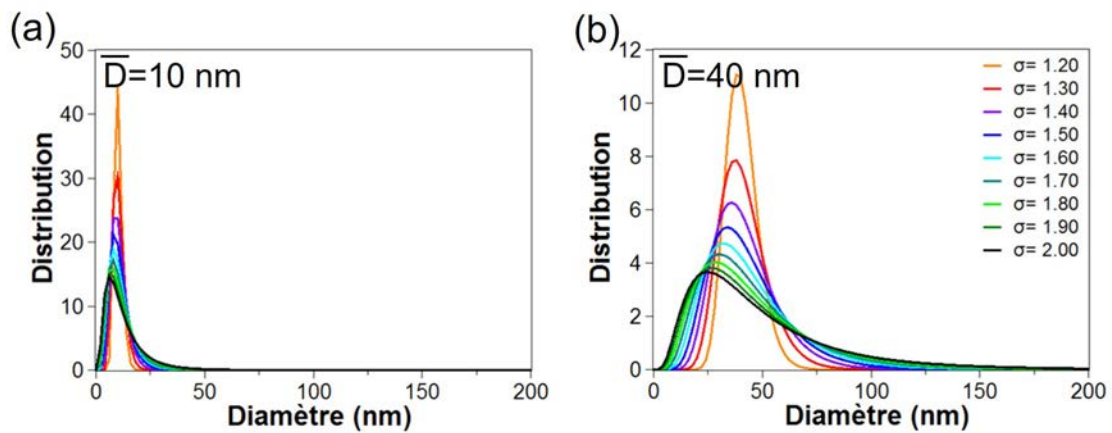 (a)
D̅=10 nm
50
40
30
20
10
0
Distribution
0 50 100 150 200
Diamètre (nm)
(b)
D̅=40 nm
12
10
8
6
4
2
0
Distribution
0 50 100 150 200
Diamètre (nm)
σ= 1.20
σ= 1.30
σ= 1.40
σ= 1.50
σ= 1.60
σ= 1.70
σ= 1.80
σ= 1.90
σ= 2.00